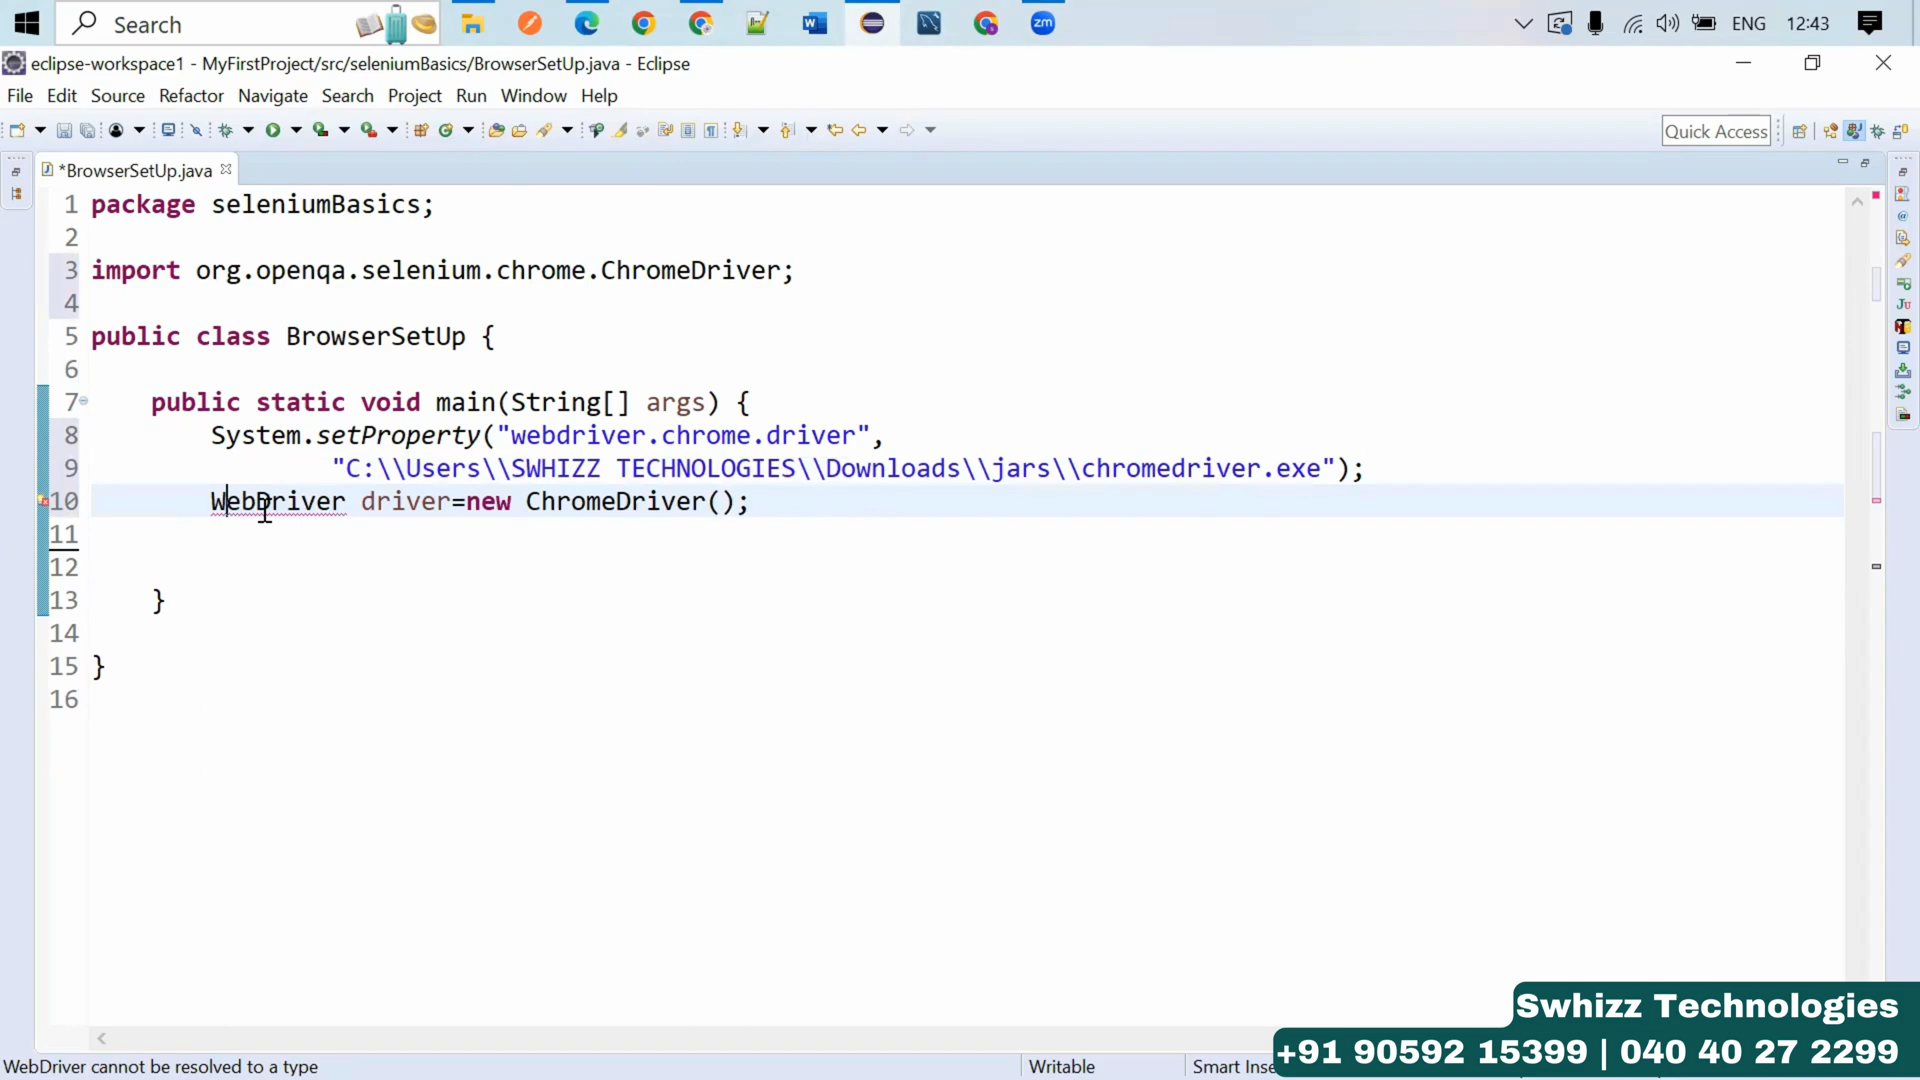 Search
ENG
12:43
eclipse-workspace1 - MyFirstProject/src/seleniumBasics/BrowserSetUp.java - Eclipse
File Edit Source Refactor Navigate Search Project Run Window Help
Quick Access
*BrowserSetUp.java
1 package seleniumBasics;
2
3 import org.openqa.selenium.chrome.ChromeDriver;
4
5 public class BrowserSetUp {
6
7 public static void main(String[] args) {
8 System.setProperty("webdriver.chrome.driver",
9 "C:\\Users\\SWHIZZ TECHNOLOGIES\\Downloads\\jars\\chromedriver.exe");
10 WebDriver driver=new ChromeDriver();
11
12
13 }
14
15 }
16
WebDriver cannot be resolved to a type
Writable
Smart Inse
Swhizz Technologies
+91 90592 15399 | 040 40 27 2299